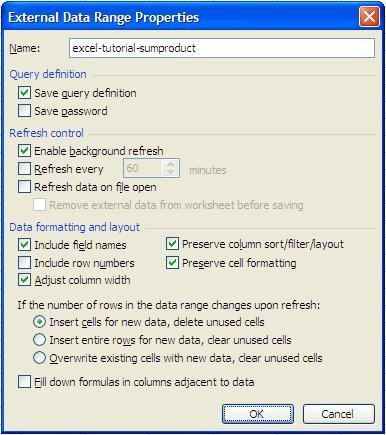 External Data Range Properties
Name: excel-tutorial-sumproduct
Query definition
Save query definition
Save password
Refresh control
Enable background refresh
Refresh every 60 minutes
Refresh data on file open
Remove external data from worksheet before saving
Data formatting and layout
Include field names Preserve column sort/filter/layout
Include row numbers Preserve cell formatting
Adjust column width
If the number of rows in the data range changes upon refresh:
Insert cells for new data, delete unused cells
Insert entire rows for new data, clear unused cells
Overwrite existing cells with new data, clear unused cells
Fill down formulas in columns adjacent to data
OK Cancel